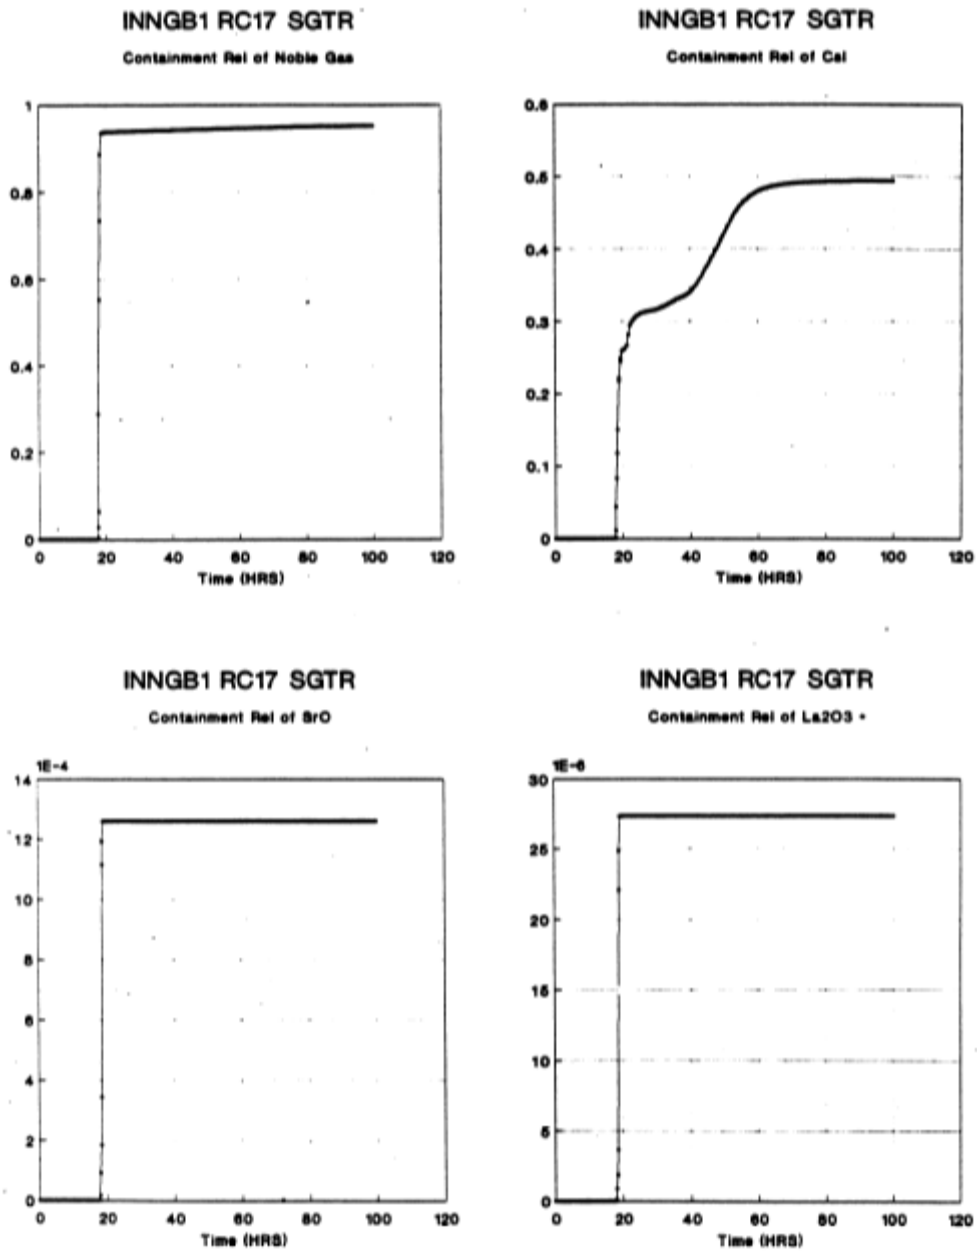 INNGB1 RC17 SGTR
Containment Rel of Noble Gas
1
0.8
0.6
0.4
0.2
0
0 20 40 60 80 100 120
Time (HRS)
INNGB1 RC17 SGTR
Containment Rel of CsI
0.6
0.5
0.4
0.3
0.2
0.1
0
0 20 40 60 80 100 120
Time (HRS)
INNGB1 RC17 SGTR
Containment Rel of SrO
1E-4
14
12
10
8
6
4
2
0
0 20 40 60 80 100 120
Time (HRS)
INNGB1 RC17 SGTR
Containment Rel of La2O3 +
1E-6
30
25
20
15
10
5
0
0 20 40 60 80 100 120
Time (HRS)